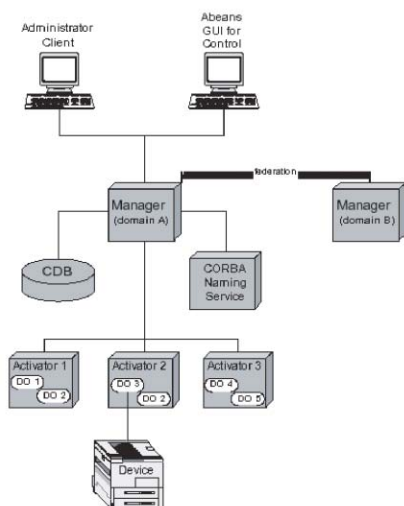 Administrator
Client
Abeans
GUI for
Control
federation
Manager
(domain A)
Manager
(domain B)
CDB
CORBA
Naming
Service
Activator 1
DO 1
DO 2
Activator 2
DO 3
DO 2
Activator 3
DO 4
DO 5
Device